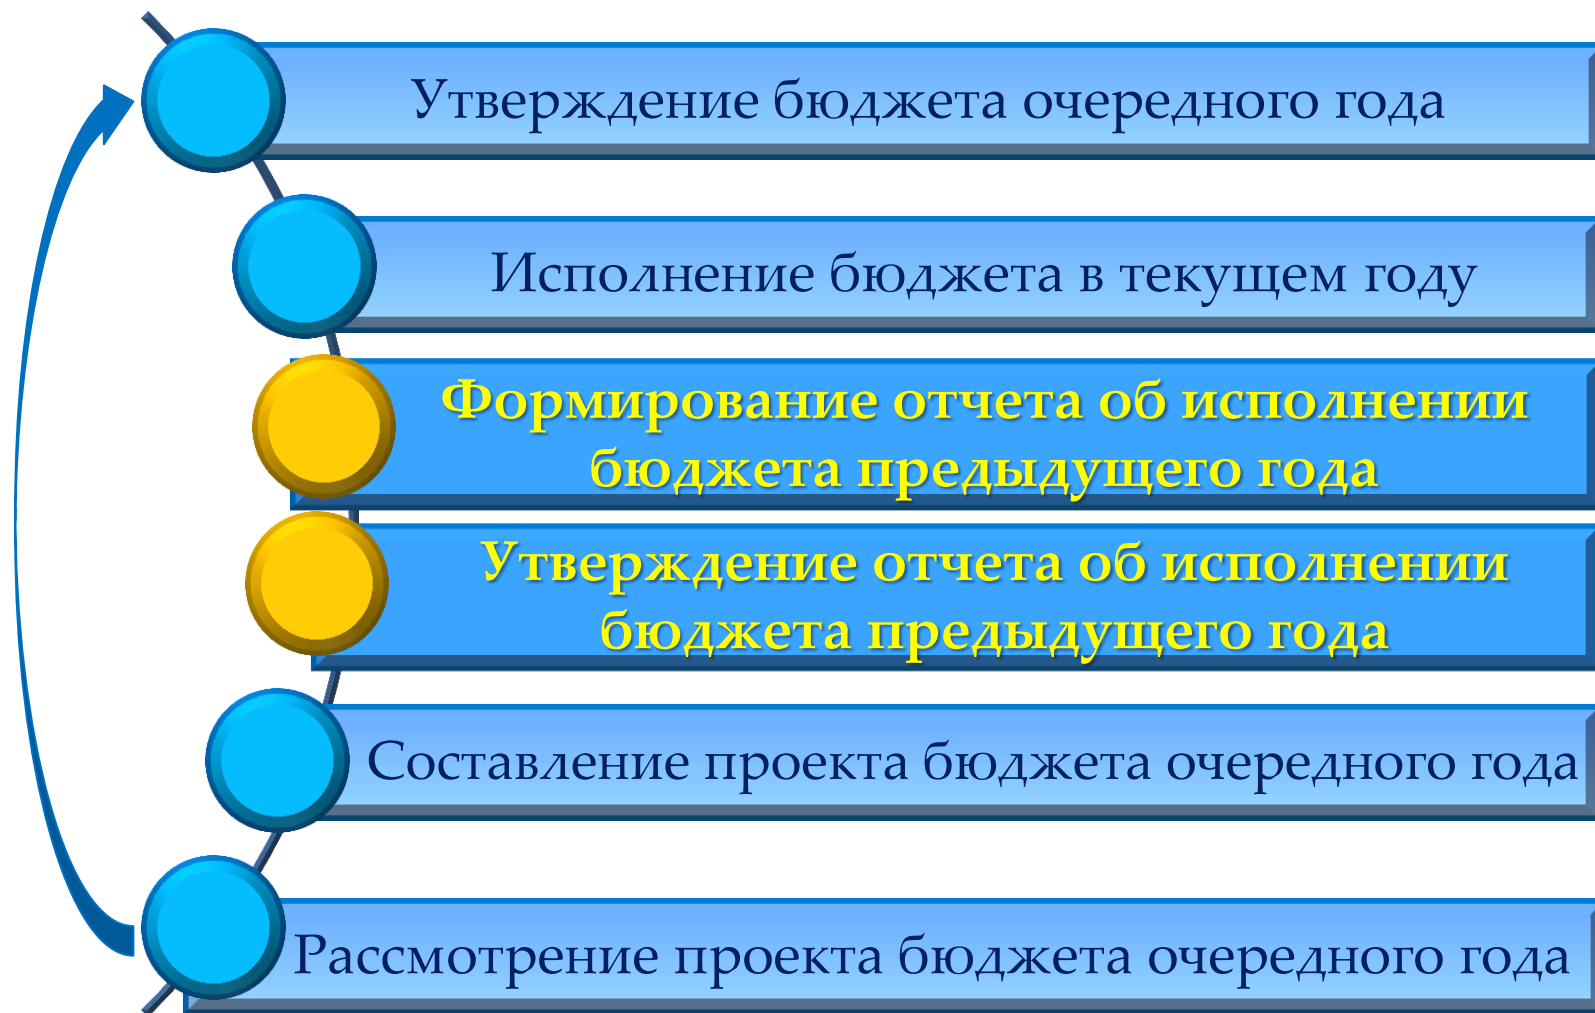 Утверждение бюджета очередного года
Исполнение бюджета в текущем году
Формирование отчета об исполнении
бюджета предыдущего года
Утверждение отчета об исполнении
бюджета предыдущего года
Составление проекта бюджета очередного года
Рассмотрение проекта бюджета очередного года